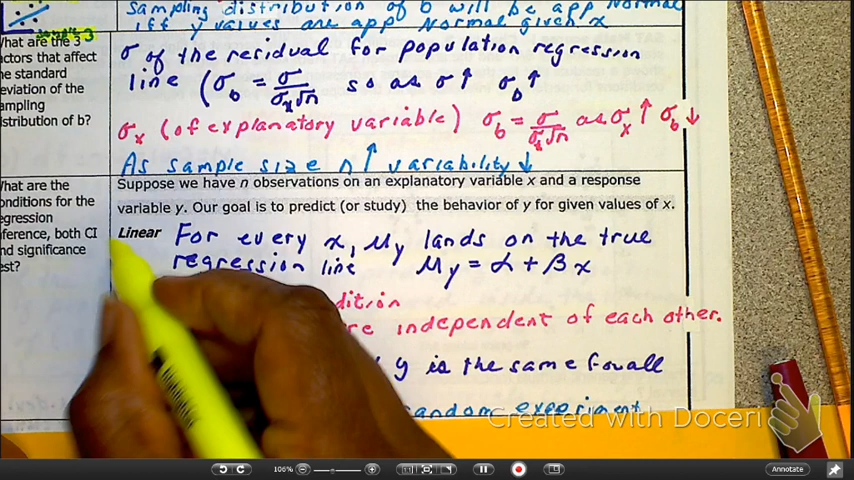 Sampling distribution of b will be app Normal
iff y values are app Normal given x
What are the 3
factors that affect
the standard
deviation of the
sampling
distribution of b?
σ of the residual for population regression
line (σb = σ/σx√n so as σ↑ σb↑
σx (of explanatory variable) σb = σ/σx√n as σx↑ σb↓
As sample size n↑ variability↓
What are the
conditions for the
regression
inference, both CI
and significance
test?
Suppose we have n observations on an explanatory variable x and a response
variable y. Our goal is to predict (or study) the behavior of y for given values of x.
Linear For every x, μy lands on the true
regression line μy = α + βx
dition
re independent of each other.
y is the same for all
andom experiment
Created with Doceri
106%
Annotate